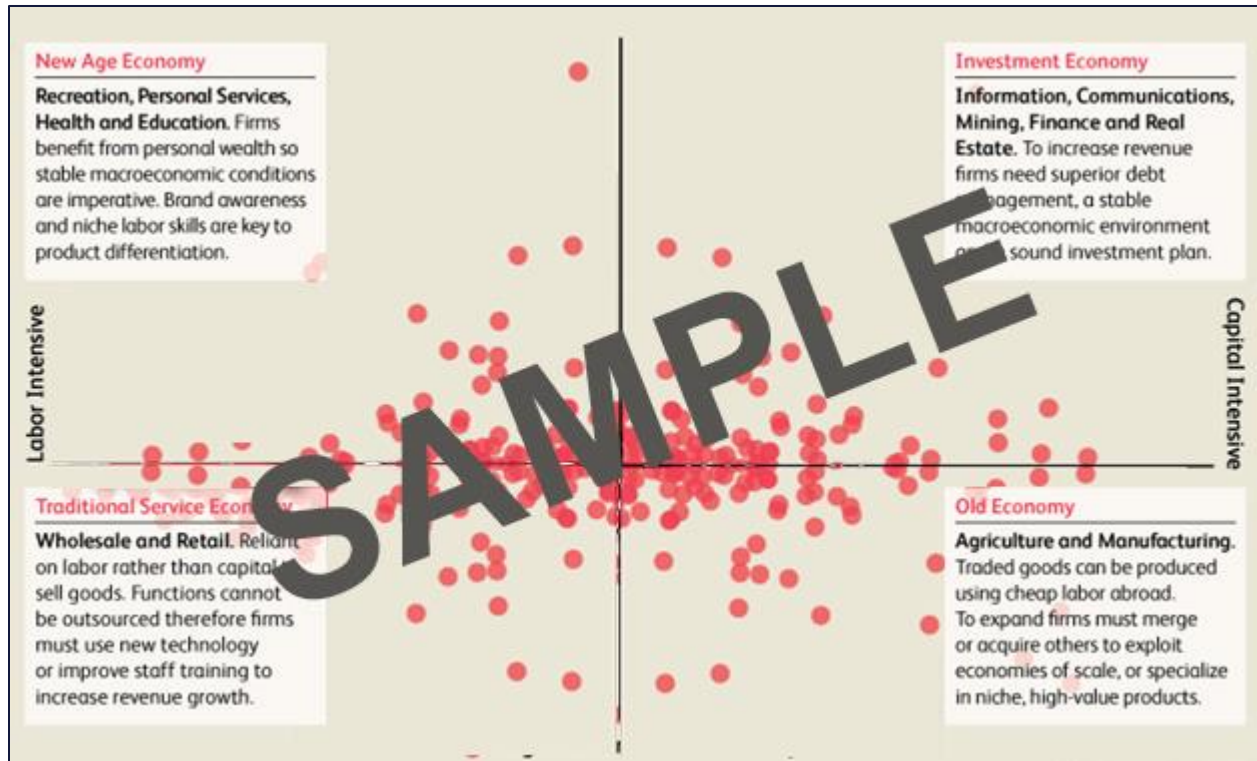 New Age Economy
Recreation, Personal Services,
Health and Education. Firms
benefit from personal wealth so
stable macroeconomic conditions
are imperative. Brand awareness
and niche labor skills are key to
product differentiation.
Investment Economy
Information, Communications,
Mining, Finance and Real
Estate. To increase revenue
firms need superior debt
management, a stable
macroeconomic environment
sound investment plan.
Labor Intensive
Capital Intensive
SAMPLE
Traditional Service Economy
Wholesale and Retail. Reliant
on labor rather than capital
sell goods. Functions cannot
be outsourced therefore firms
must use new technology
or improve staff training to
increase revenue growth.
Old Economy
Agriculture and Manufacturing.
Traded goods can be produced
using cheap labor abroad.
To expand firms must merge
or acquire others to exploit
economies of scale, or specialize
in niche, high-value products.